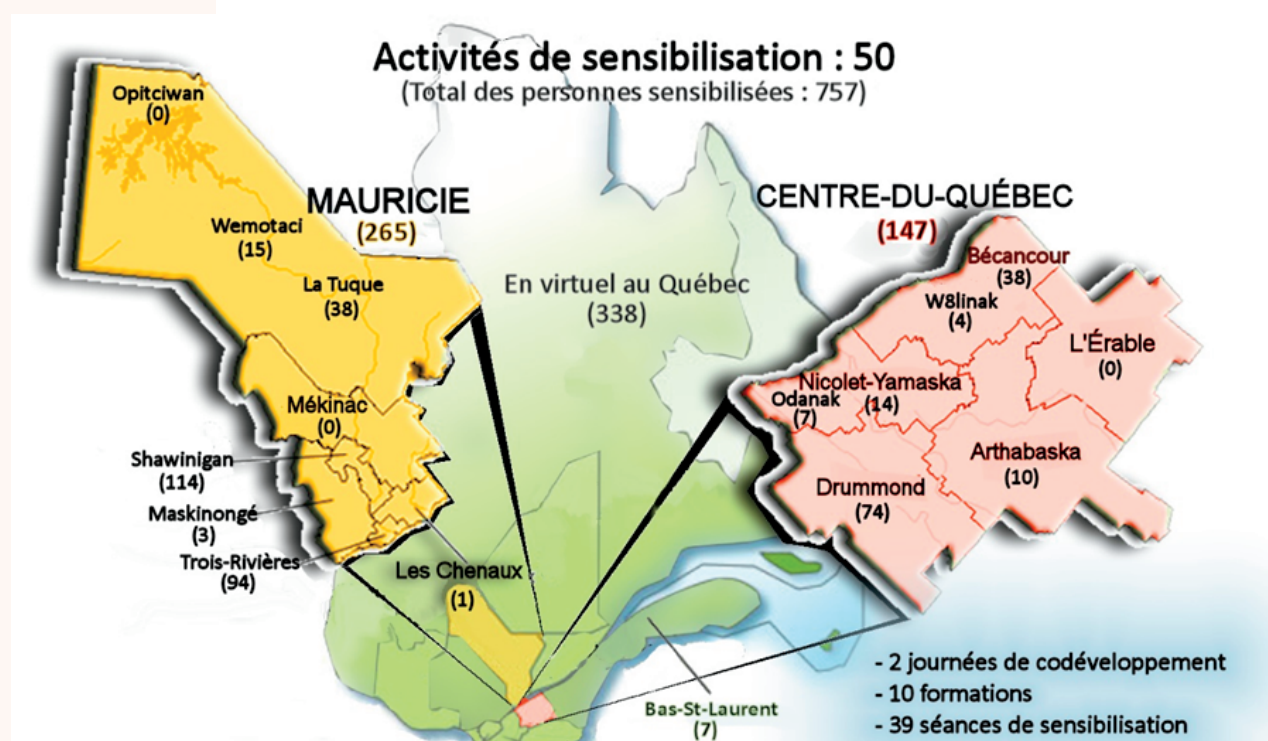 Activités de sensibilisation : 50
(Total des personnes sensibilisées : 757)
MAURICIE
(265)
Opitciwan
(0)
Wemotaci
(15)
La Tuque
(38)
Mékinac
(0)
Shawinigan
(114)
Maskinongé
(3)
Trois-Rivières
(94)
Les Chenaux
(1)
En virtuel au Québec
(338)
CENTRE-DU-QUÉBEC
(147)
Bécancour
(38)
W8linak
(4)
L'Érable
(0)
Nicolet-Yamaska
(14)
Odanak
(7)
Arthabaska
(10)
Drummond
(74)
Bas-St-Laurent
(7)
- 2 journées de codéveloppement
- 10 formations
- 39 séances de sensibilisation